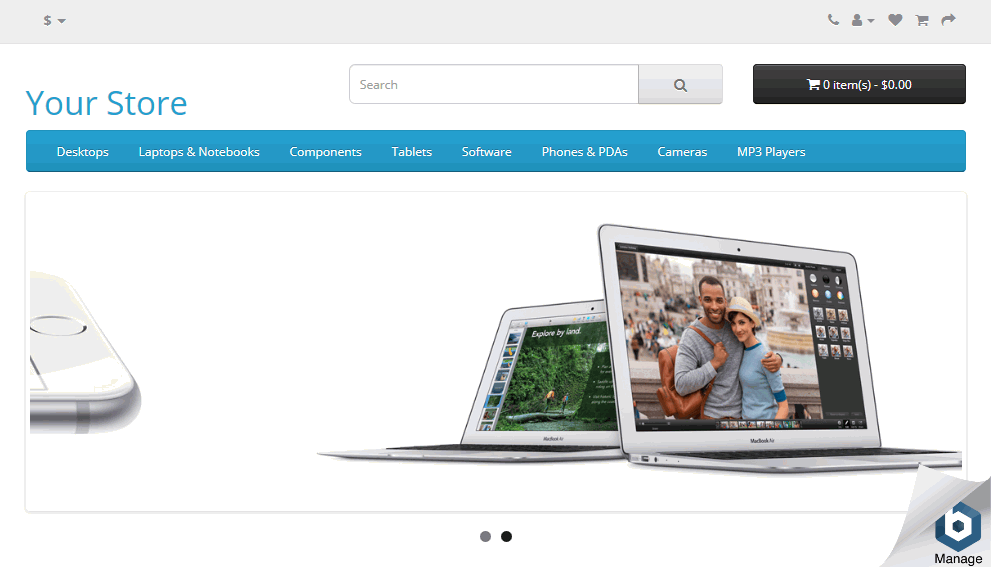 $
Your Store
Search
0 item(s) - $0.00
Desktops
Laptops & Notebooks
Components
Tablets
Software
Phones & PDAs
Cameras
MP3 Players
Explore by land.
MacBook Air
MacBook Air
Manage